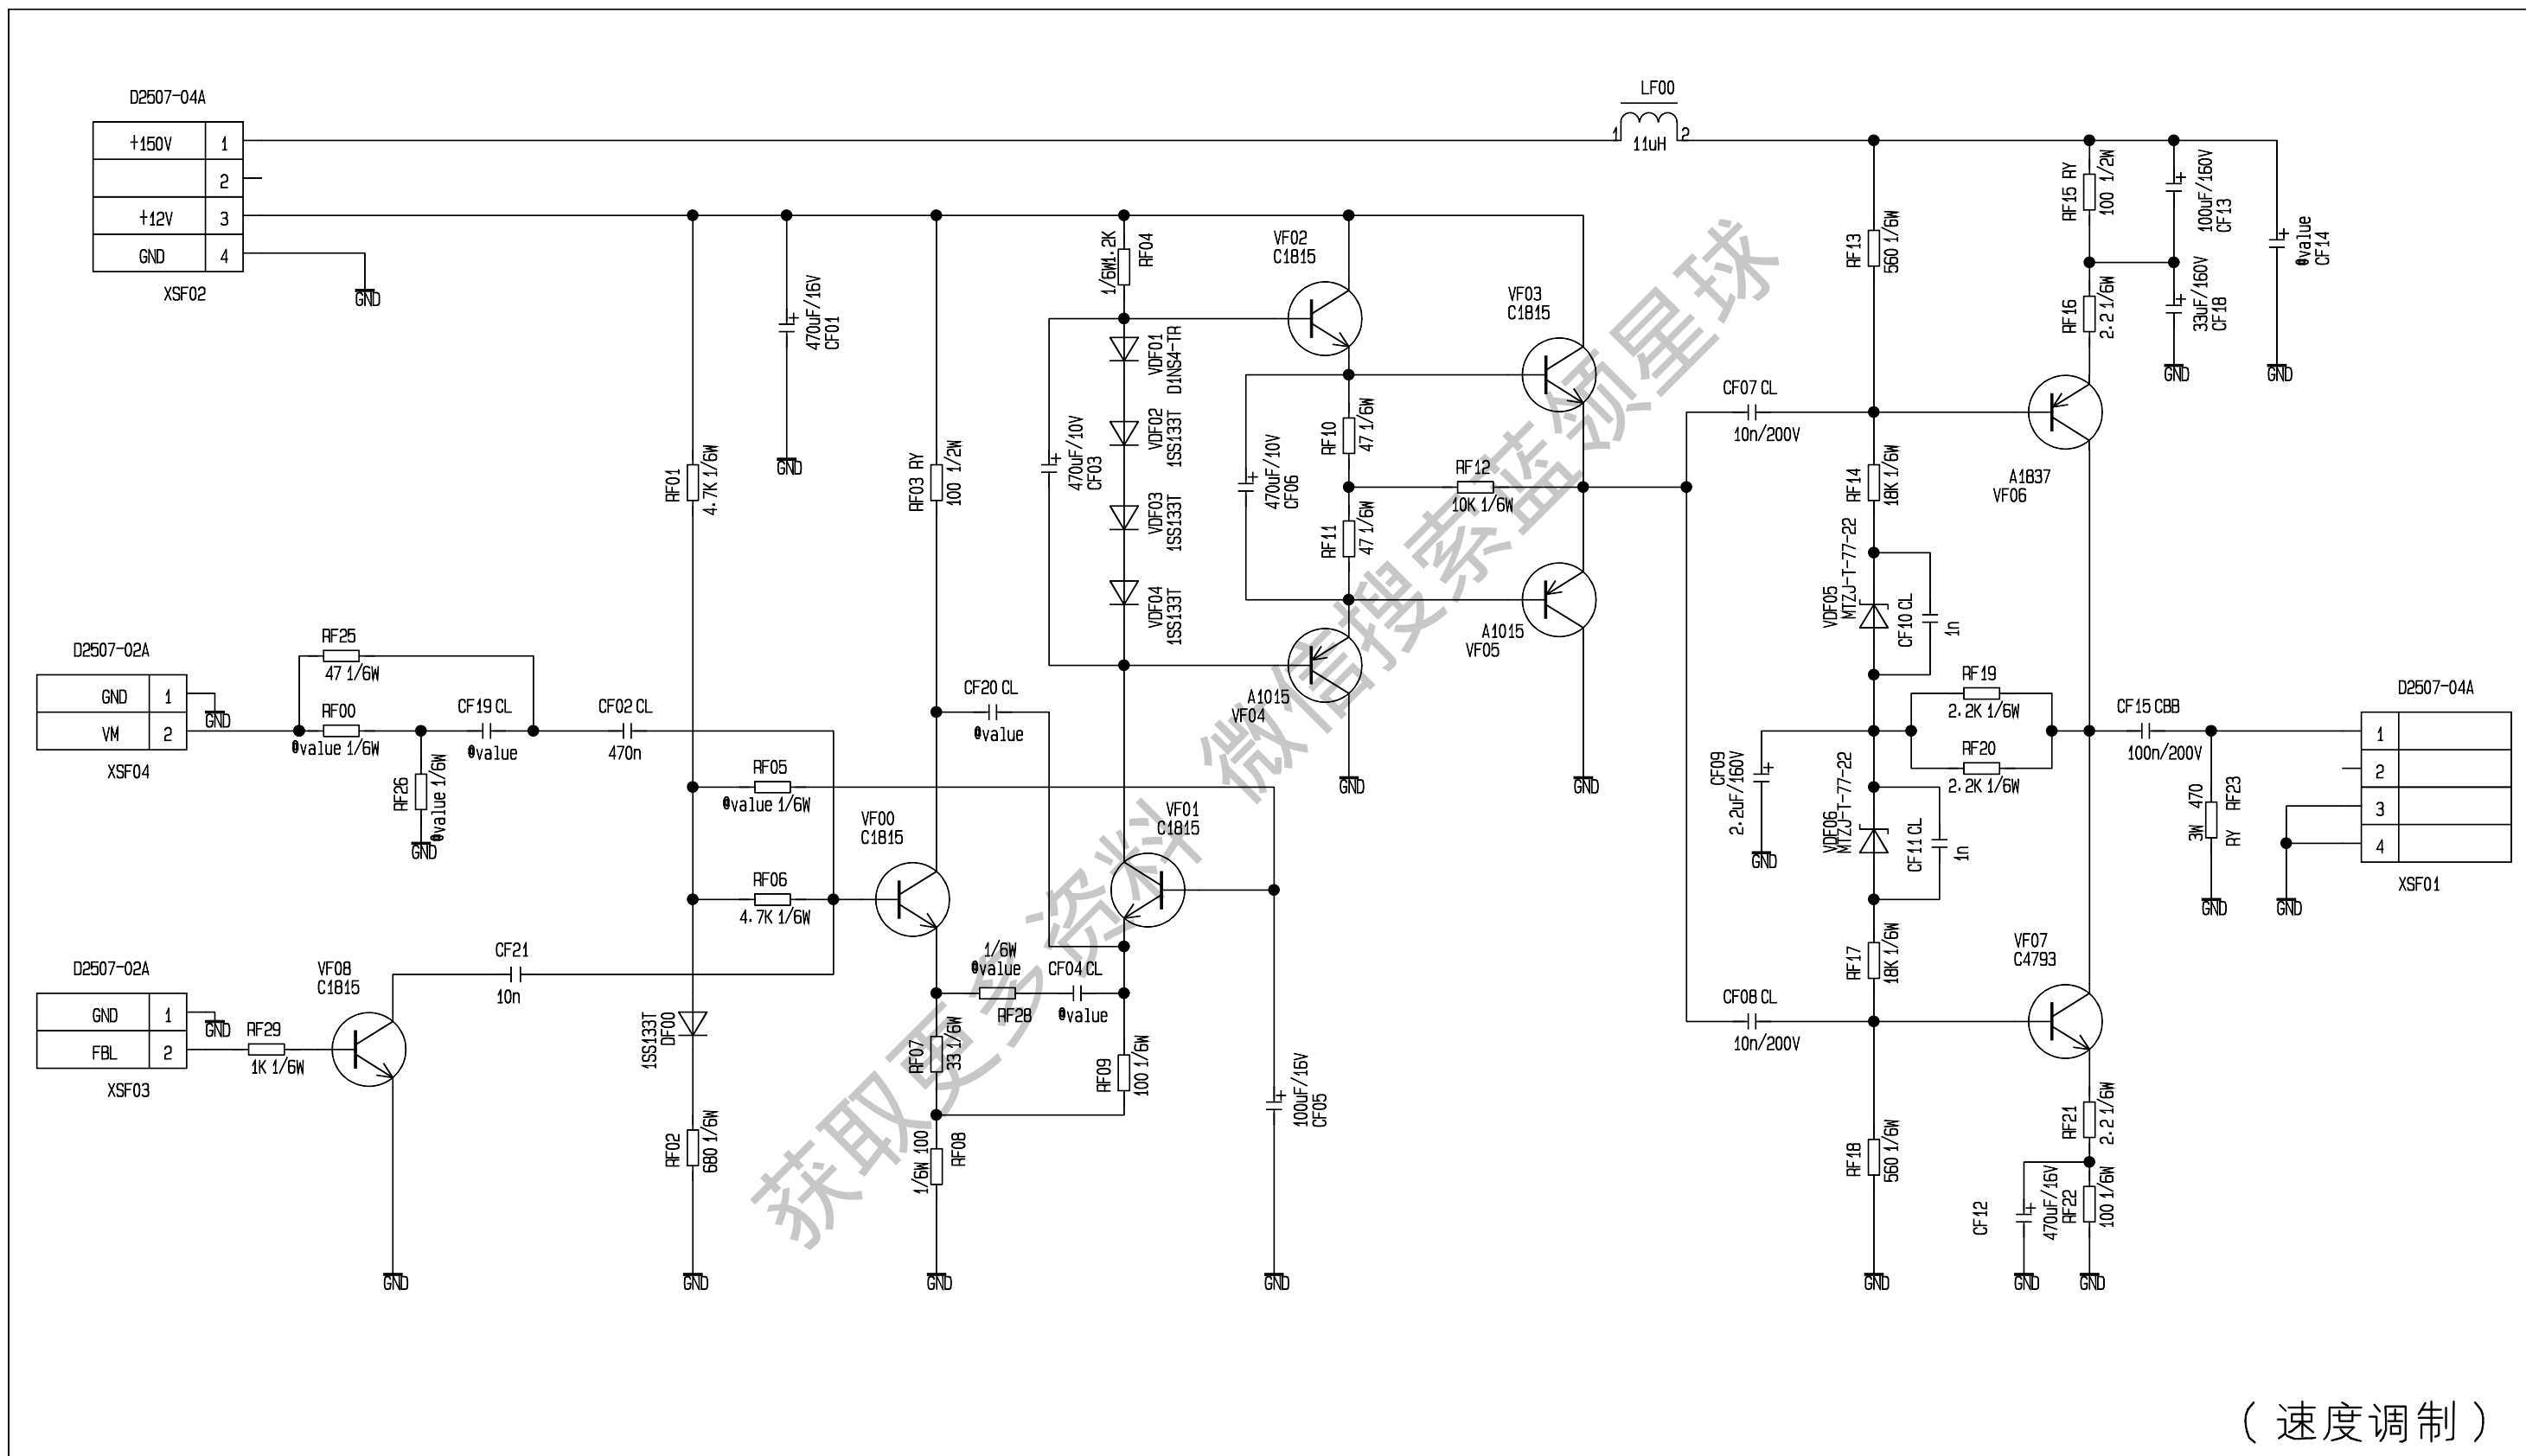 D2507-04A
+150V 1
2
+12V 3
GND 4
XSF02
GND
LF00
1 2
11uH
RF15 RY
100 1/2W
100uF/160V
CF13
@value
CF14
RF13
560 1/6W
RF16
2.2 1/6W
33uF/160V
CF18
GND
GND
1/6W1.2K
RF04
VF02
C1815
VF03
C1815
470uF/16V
CF01
GND
VDF01
D1NS4-TR
VDF02
1SS133T
VDF03
1SS133T
VDF04
1SS133T
470uF/10V
CF03
RF01
4.7K 1/6W
RF03 RY
100 1/2W
470uF/10V
CF06
RF10
47 1/6W
RF11
47 1/6W
RF12
10K 1/6W
CF07 CL
10n/200V
RF14
18K 1/6W
A1837
VF06
VDF05
MTZJ-T-77-22
CF10 CL
1n
A1015
VF05
A1015
VF04
GND
GND
D2507-02A
GND 1
VM 2
XSF04
GND
RF25
47 1/6W
RF00
@value 1/6W
CF19 CL
@value
CF02 CL
470n
RF26
@value 1/6W
GND
CF20 CL
@value
RF05
@value 1/6W
RF06
4.7K 1/6W
VF00
C1815
VF01
C1815
RF19
2.2K 1/6W
RF20
2.2K 1/6W
CF09
2.2uF/160V
GND
VDF06
MTZJ-T-77-22
CF11 CL
1n
CF15 CBB
100n/200V
3W 470
RY RF23
GND
GND
D2507-04A
1
2
3
4
XSF01
D2507-02A
GND 1
FBL 2
XSF03
GND
RF29
1K 1/6W
VF08
C1815
CF21
10n
1SS133T
DF00
1/6W
@value
RF28
CF04 CL
@value
RF07
33 1/6W
RF09
100 1/6W
100uF/16V
CF05
RF02
680 1/6W
1/6W 100
RF08
RF17
18K 1/6W
CF08 CL
10n/200V
VF07
C4793
RF21
2.2 1/6W
RF18
560 1/6W
CF12
470uF/16V
RF22
100 1/6W
GND
GND
GND
GND
GND
GND
GND
获取更多资料 微信搜索蓝领星球
(速度调制)